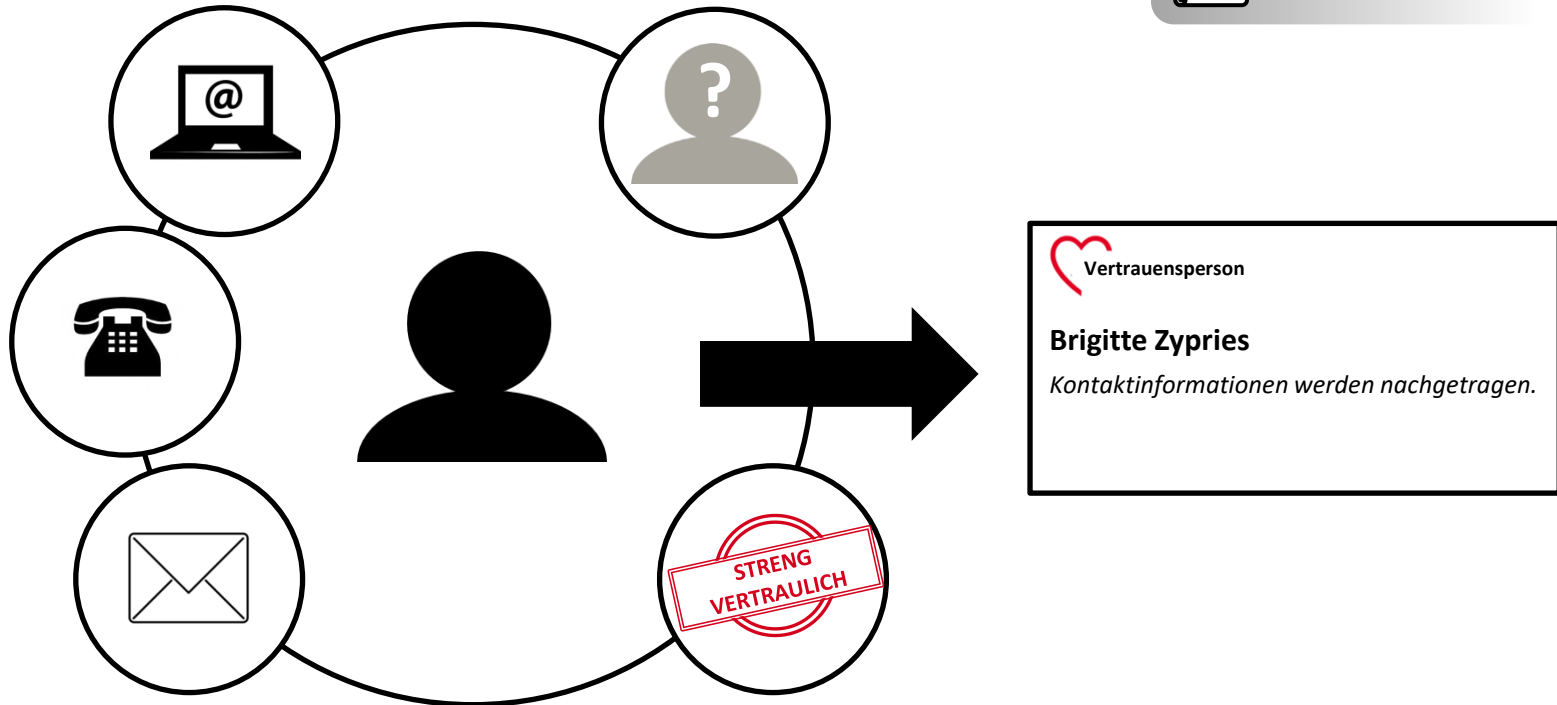 @
?
Vertrauensperson
Brigitte Zypries
Kontaktinformationen werden nachgetragen.
STRENG
VERTRAULICH